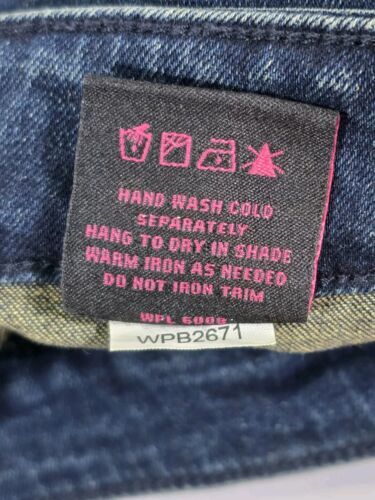 HAND WASH COLD
SEPARATELY
HANG TO DRY IN SHADE
WARM IRON AS NEEDED
DO NOT IRON TRIM
WPL 6008
WPB2671